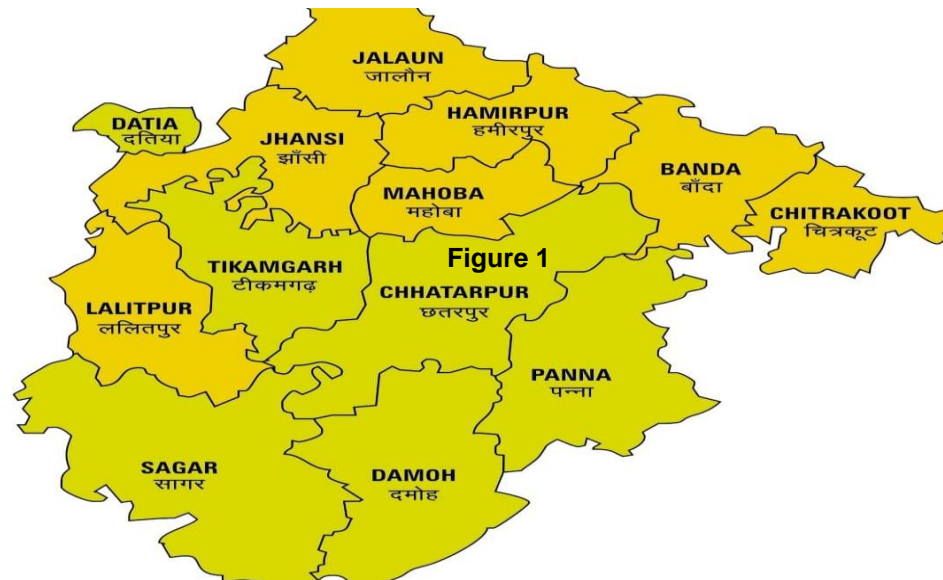 JALAUN
जालौन
HAMIRPUR
हमीरपुर
DATIA
दतिया
JHANSI
झाँसी
BANDA
बाँदा
MAHOBA
महोबा
CHITRAKOOT
चित्रकूट
Figure 1
TIKAMGARH
टीकमगढ़
CHHATARPUR
छतरपुर
LALITPUR
ललितपुर
PANNA
पन्ना
SAGAR
सागर
DAMOH
दमोह